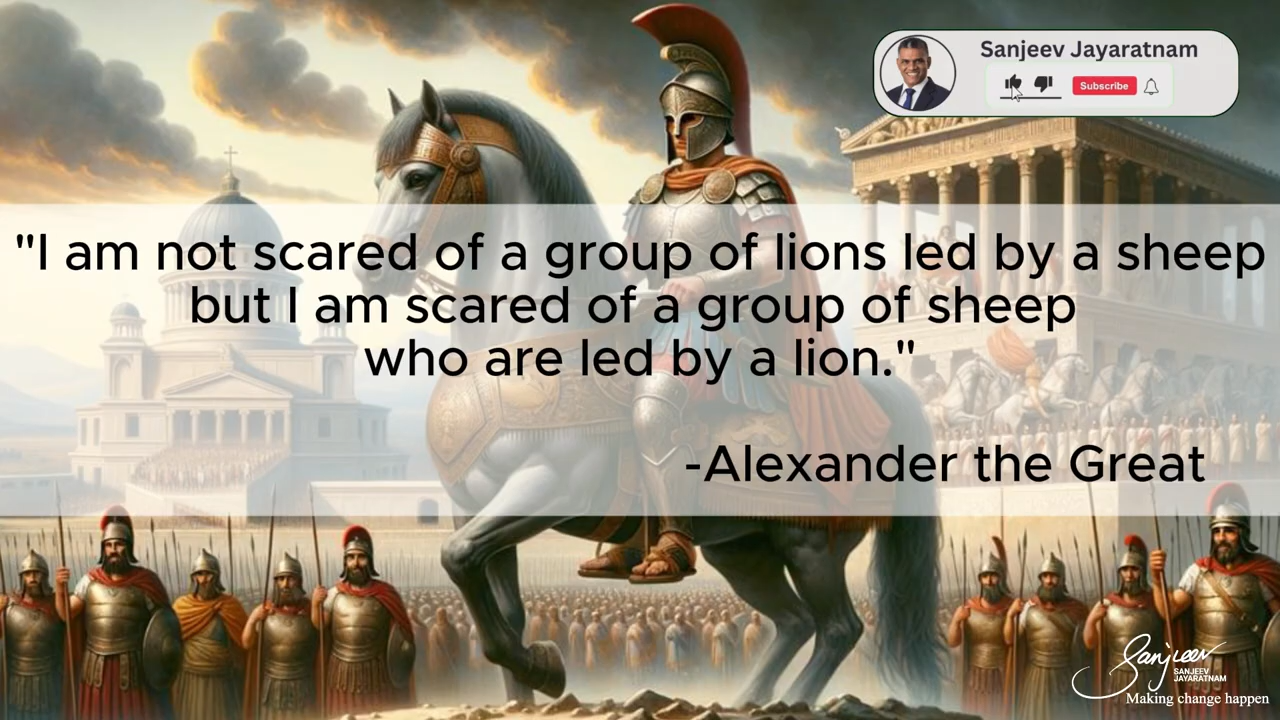 Sanjeev Jayaratnam
Subscribe
"I am not scared of a group of lions led by a sheep
but I am scared of a group of sheep
who are led by a lion."
-Alexander the Great
Sanjeev
SANJEEV
JAYARATNAM
Making change happen